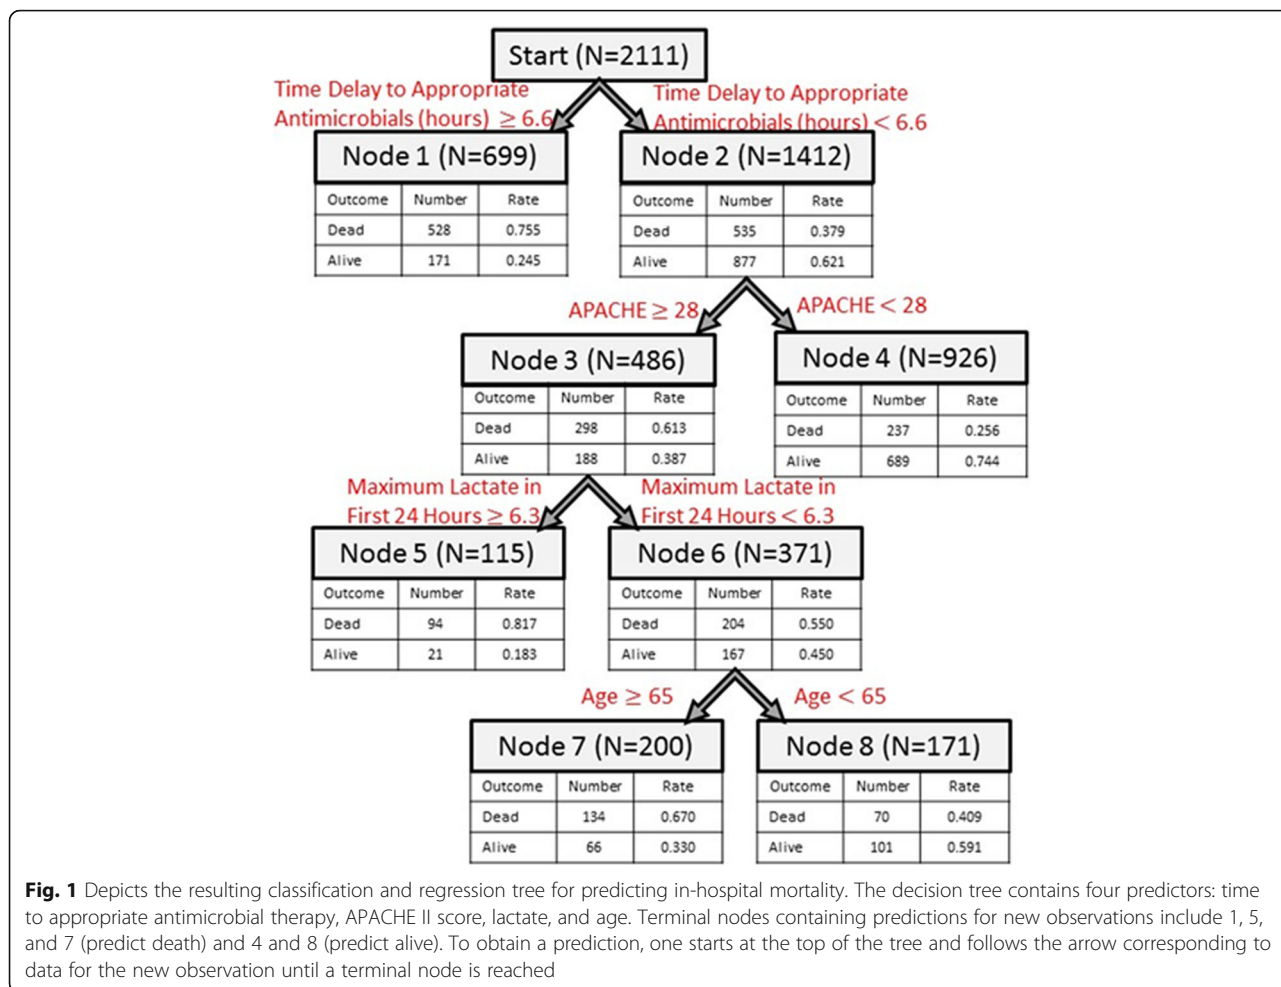 Start (N=2111)
Time Delay to Appropriate
Antimicrobials (hours) ≥ 6.6
Time Delay to Appropriate
Antimicrobials (hours) < 6.6
Node 1 (N=699)
Outcome Number Rate
Dead 528 0.755
Alive 171 0.245
Node 2 (N=1412)
Outcome Number Rate
Dead 535 0.379
Alive 877 0.621
APACHE ≥ 28
APACHE < 28
Node 3 (N=486)
Outcome Number Rate
Dead 298 0.613
Alive 188 0.387
Node 4 (N=926)
Outcome Number Rate
Dead 237 0.256
Alive 689 0.744
Maximum Lactate in
First 24 Hours ≥ 6.3
Maximum Lactate in
First 24 Hours < 6.3
Node 5 (N=115)
Outcome Number Rate
Dead 94 0.817
Alive 21 0.183
Node 6 (N=371)
Outcome Number Rate
Dead 204 0.550
Alive 167 0.450
Age ≥ 65
Age < 65
Node 7 (N=200)
Outcome Number Rate
Dead 134 0.670
Alive 66 0.330
Node 8 (N=171)
Outcome Number Rate
Dead 70 0.409
Alive 101 0.591
Fig. 1 Depicts the resulting classification and regression tree for predicting in-hospital mortality. The decision tree contains four predictors: time
to appropriate antimicrobial therapy, APACHE II score, lactate, and age. Terminal nodes containing predictions for new observations include 1, 5,
and 7 (predict death) and 4 and 8 (predict alive). To obtain a prediction, one starts at the top of the tree and follows the arrow corresponding to
data for the new observation until a terminal node is reached